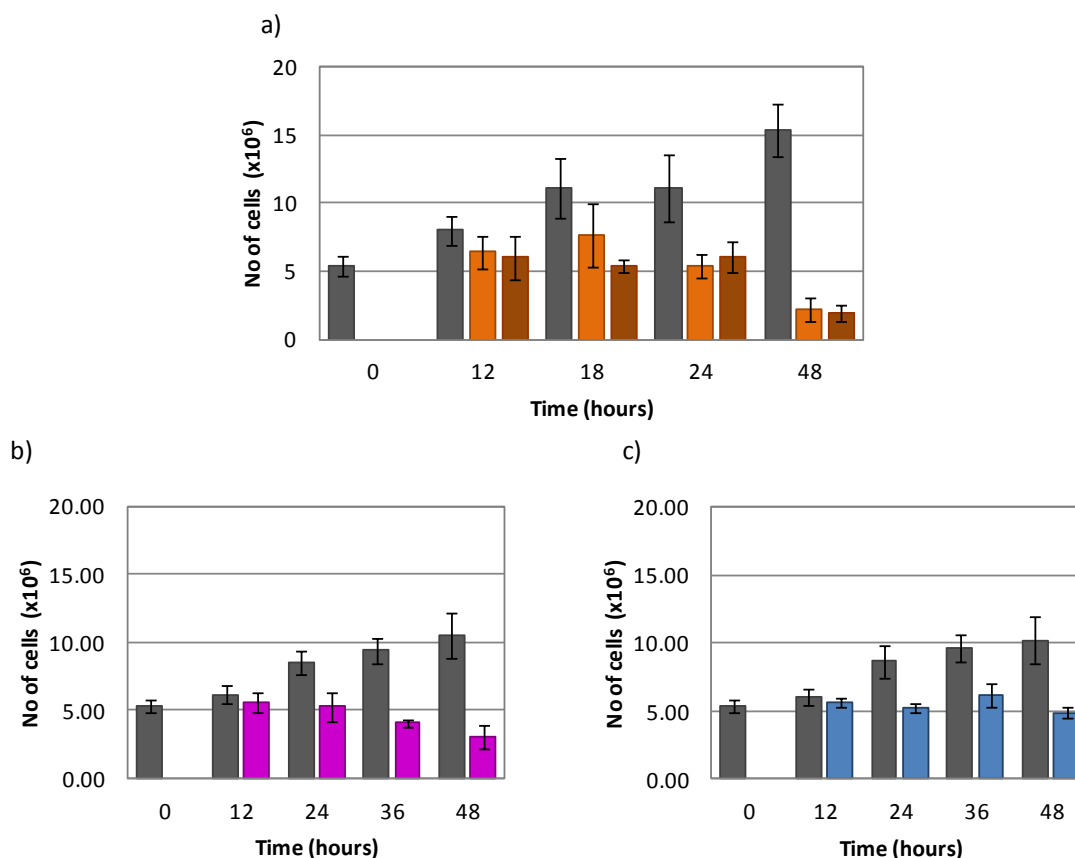 a)
20
15
10
5
0
No of cells (x10⁶)
0 12 18 24 48
Time (hours)
b)
20.00
15.00
10.00
5.00
0.00
No of cells (x10⁶)
0 12 24 36 48
Time (hours)
c)
20.00
15.00
10.00
5.00
0.00
No of cells (x10⁶)
0 12 24 36 48
Time (hours)